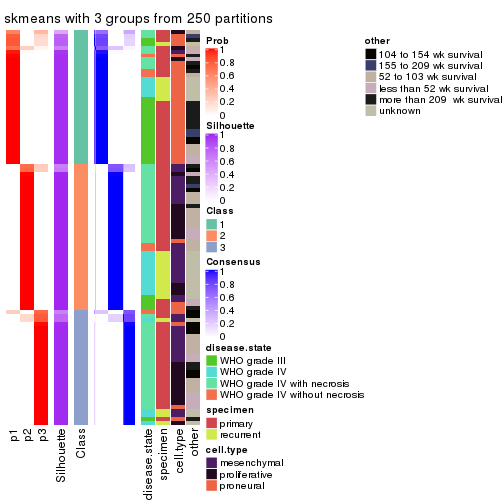 skmeans with 3 groups from 250 partitions
Prob
1
0.8
0.6
0.4
0.2
0
Silhouette
1
0.8
0.6
0.4
0.2
0
Class
1
2
3
Consensus
1
0.8
0.6
0.4
0.2
0
disease.state
WHO grade III
WHO grade IV
WHO grade IV with necrosis
WHO grade IV without necrosis
specimen
primary
recurrent
cell.type
mesenchymal
proliferative
proneural
other
104 to 154 wk survival
155 to 209 wk survival
52 to 103 wk survival
less than 52 wk survival
more than 209  wk survival
unknown
p1
p2
p3
Silhouette
Class
disease.state
specimen
cell.type
other